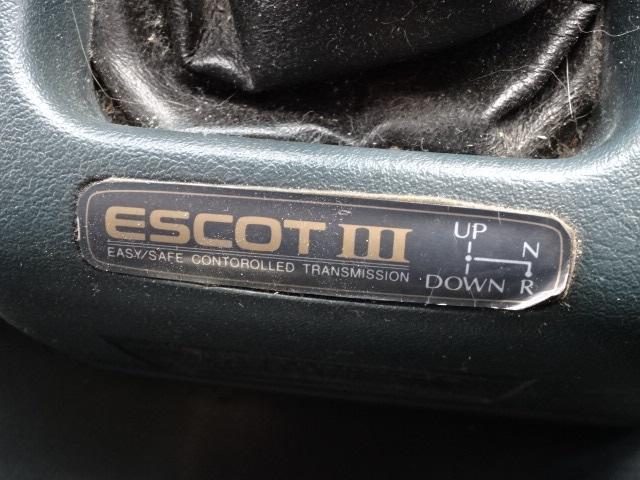 ESCOT III
EASY/SAFE CONTOROLLED TRANSMISSION
UP
N
DOWN R